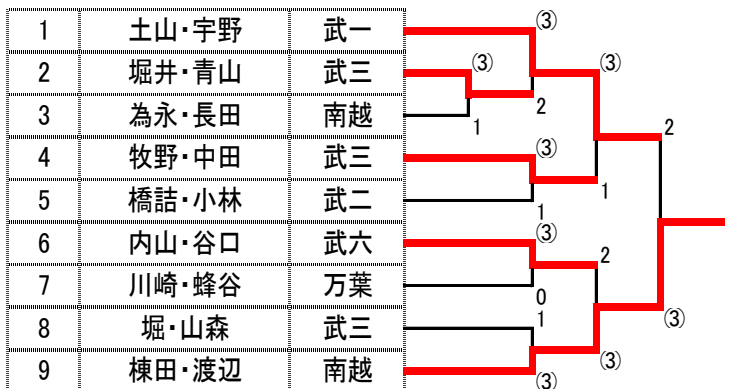 1 土山・宇野 武一
2 堀井・青山 武三
3 為永・長田 南越
4 牧野・中田 武三
5 橋詰・小林 武二
6 内山・谷口 武六
7 川崎・蜂谷 万葉
8 堀・山森 武三
9 棟田・渡辺 南越
(3)
(3) (3)
2
1
2
(3)
1
1
(3)
2
0
1
(3)
(3)
(3)